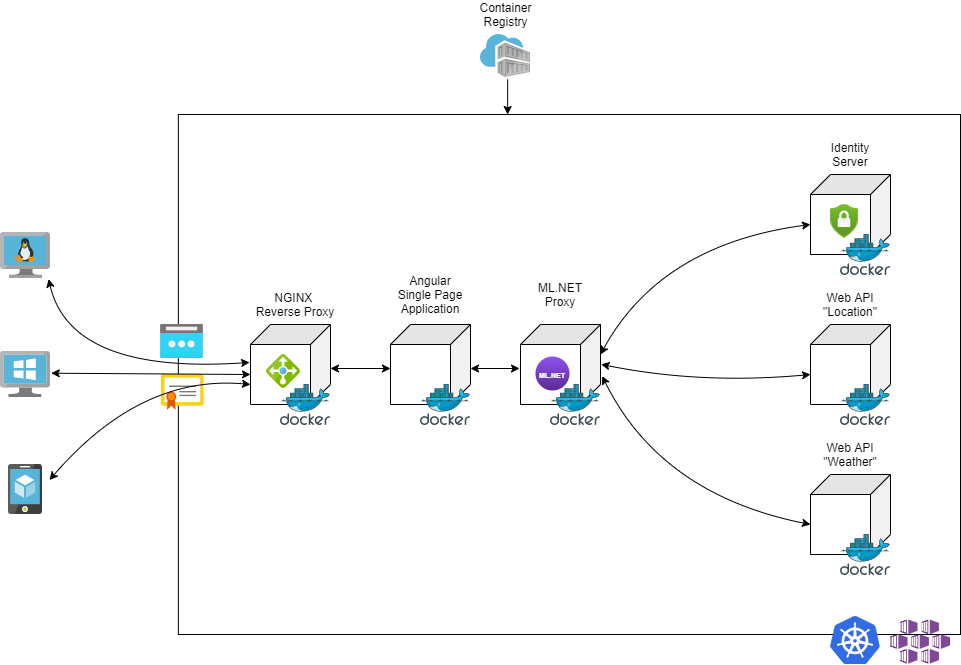 Container
Registry
Identity
Server
docker
Angular
Single Page
Application
ML.NET
Proxy
NGINX
Reverse Proxy
Web API
"Location"
ML.NET
docker
docker
docker
docker
Web API
"Weather"
docker